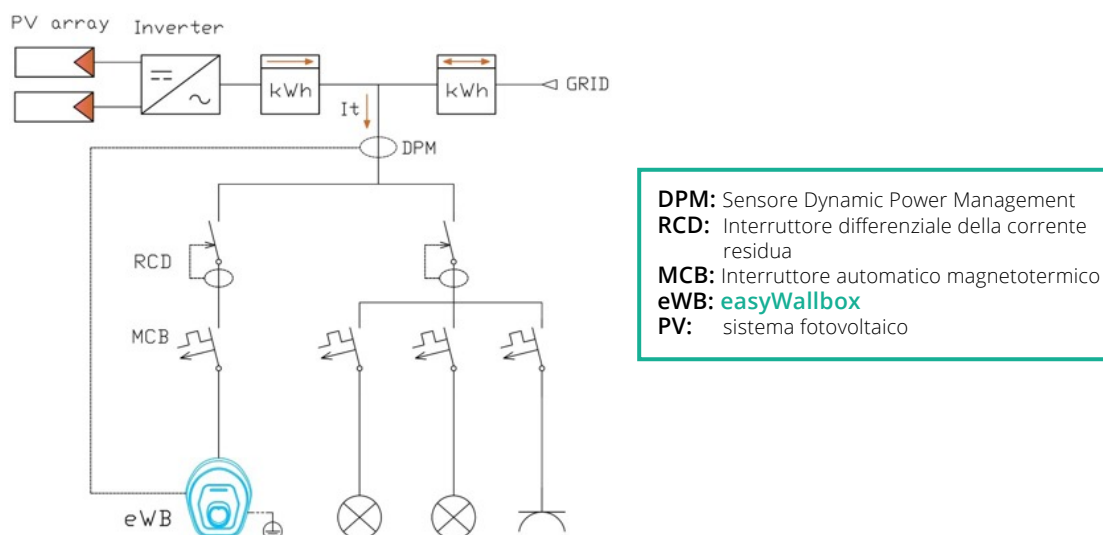 PV array
Inverter
kWh
kWh
GRID
It
DPM
RCD
MCB
eWB
DPM: Sensore Dynamic Power Management
RCD: Interruttore differenziale della corrente
residua
MCB: Interruttore automatico magnetotermico
eWB: easyWallbox
PV: sistema fotovoltaico